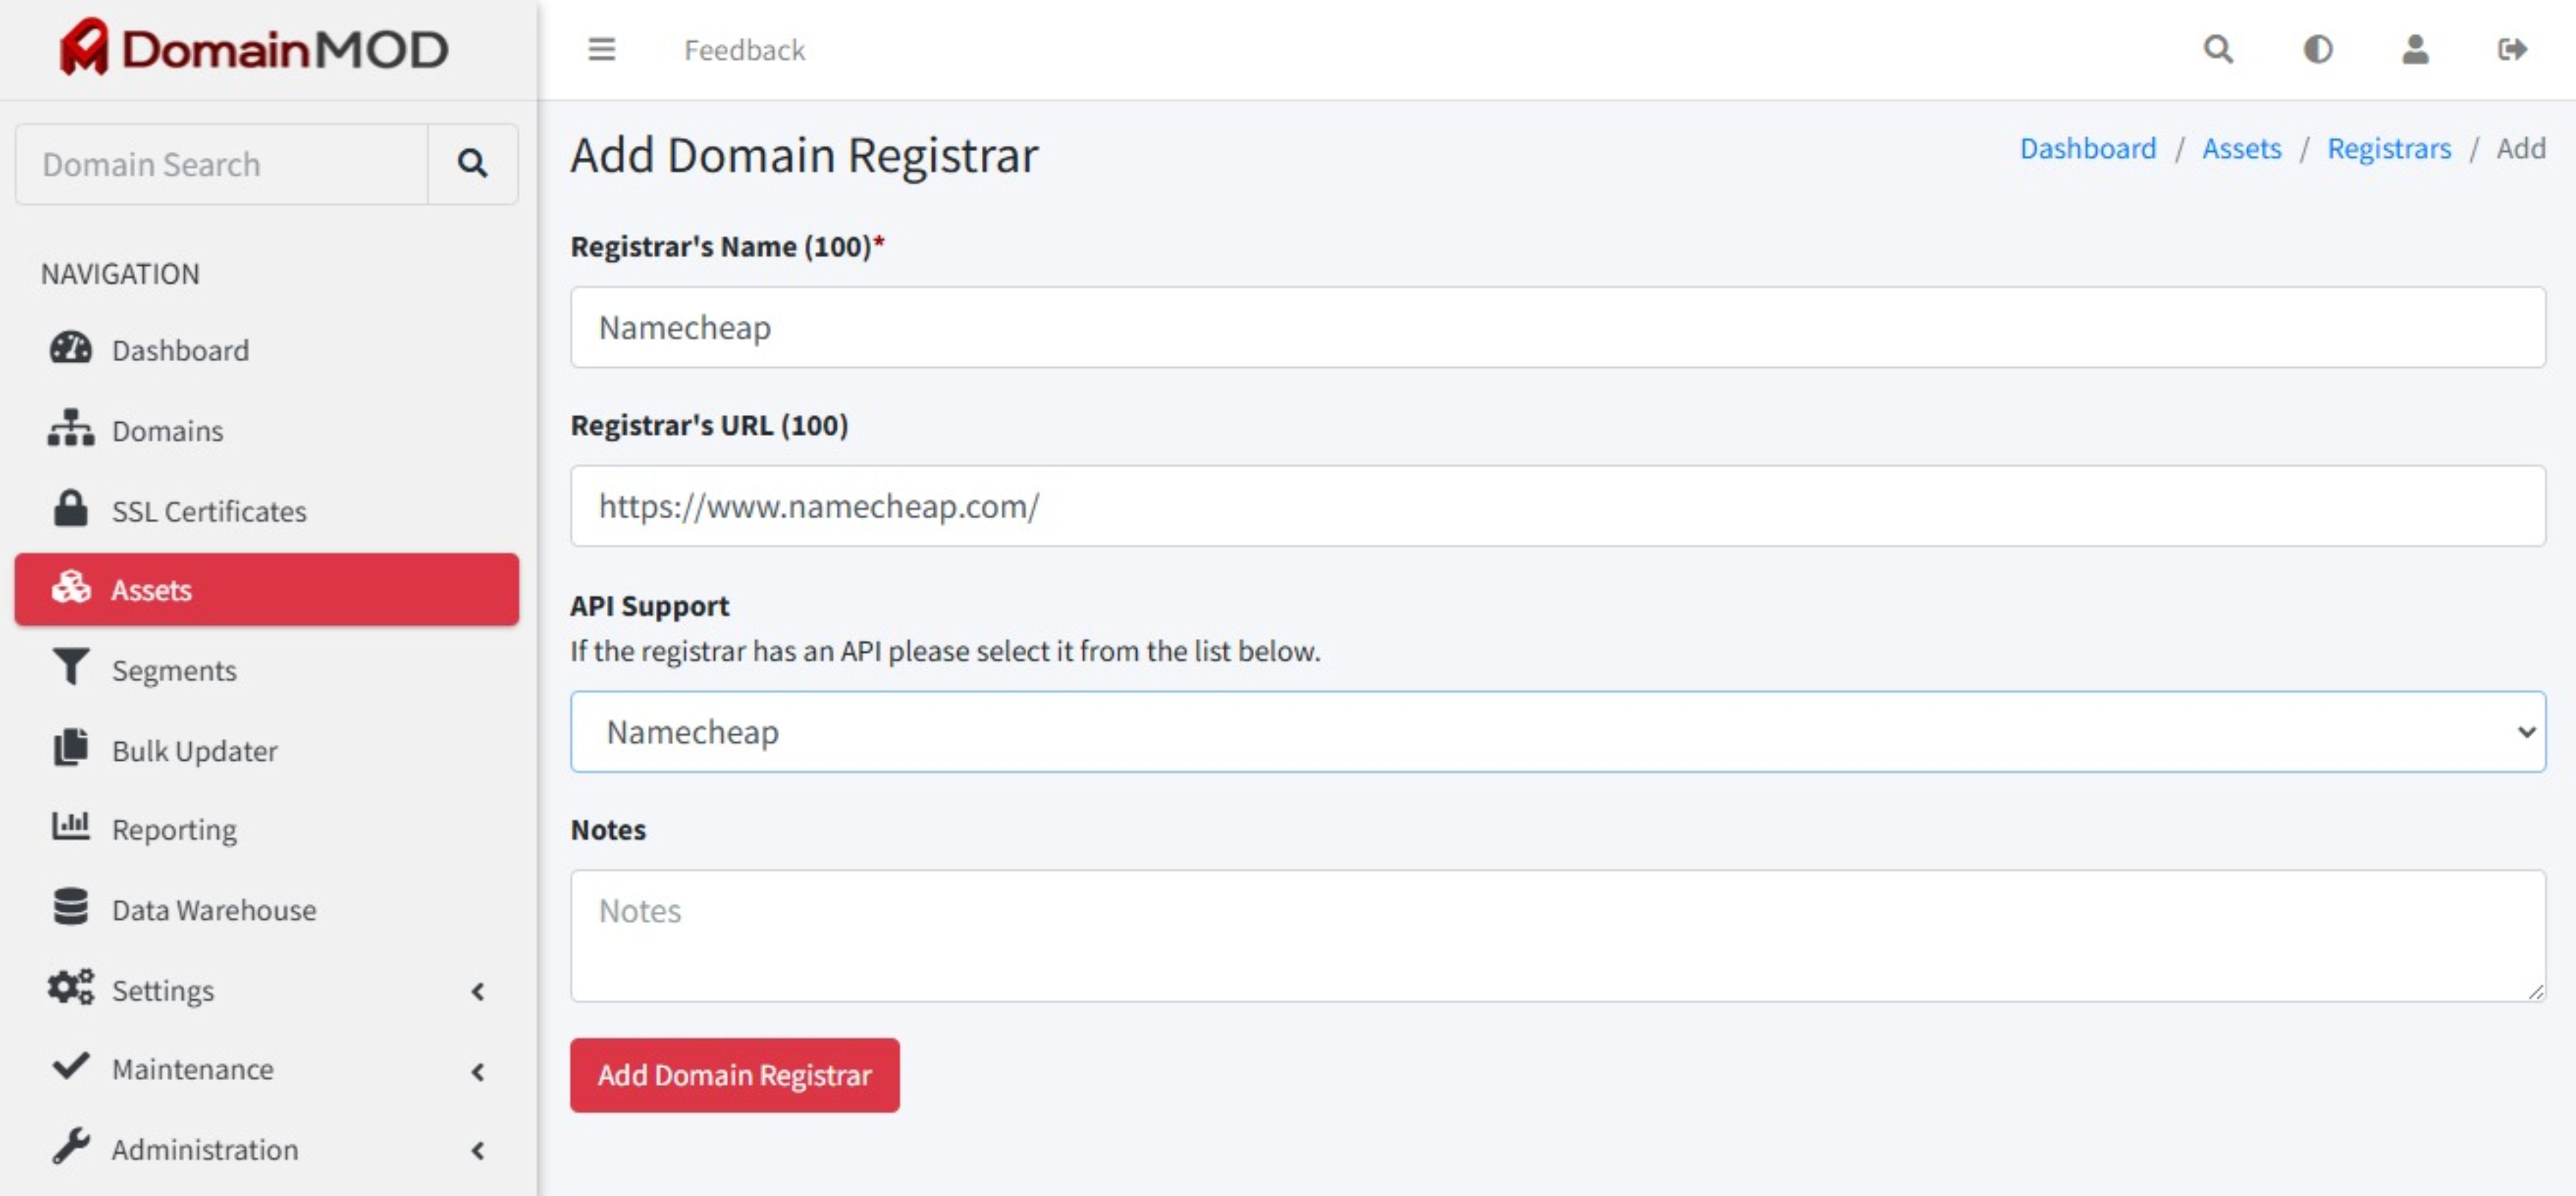 DomainMOD
Feedback
Domain Search
NAVIGATION
Dashboard
Domains
SSL Certificates
Assets
Segments
Bulk Updater
Reporting
Data Warehouse
Settings
Maintenance
Administration
Add Domain Registrar
Dashboard / Assets / Registrars / Add
Registrar's Name (100)*
Namecheap
Registrar's URL (100)
https://www.namecheap.com/
API Support
If the registrar has an API please select it from the list below.
Namecheap
Notes
Notes
Add Domain Registrar